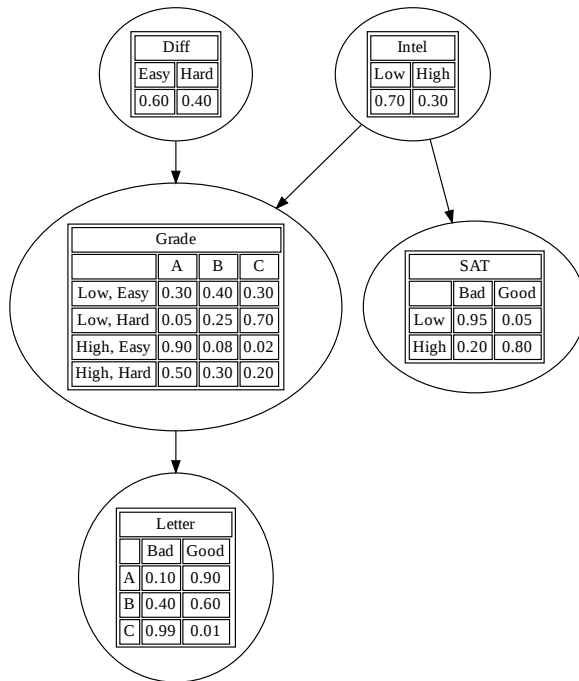 Diff
Easy Hard
0.60 0.40
Intel
Low High
0.70 0.30
Grade
A B C
Low, Easy 0.30 0.40 0.30
Low, Hard 0.05 0.25 0.70
High, Easy 0.90 0.08 0.02
High, Hard 0.50 0.30 0.20
SAT
Bad Good
Low 0.95 0.05
High 0.20 0.80
Letter
Bad Good
A 0.10 0.90
B 0.40 0.60
C 0.99 0.01